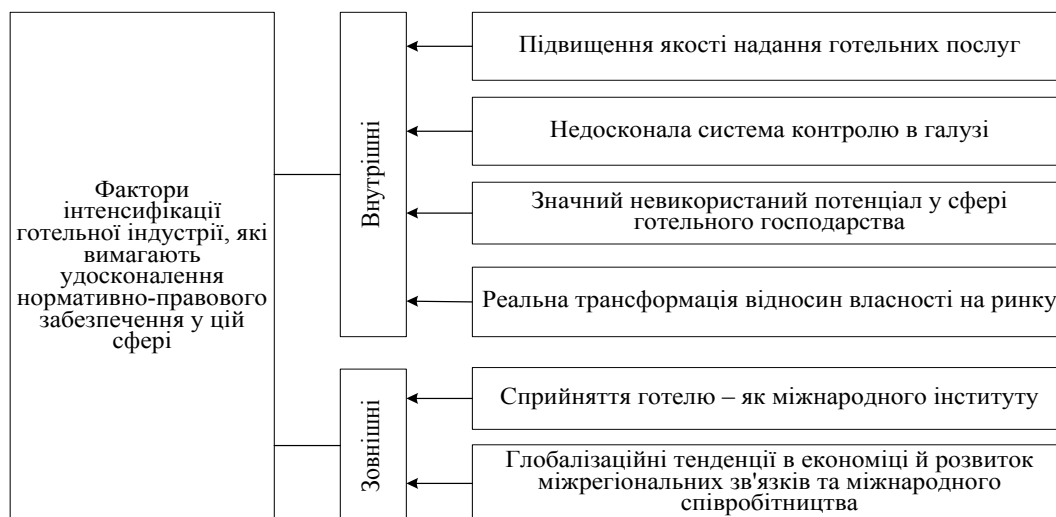 Фактори
інтенсифікації
готельної індустрії, які
вимагають
удосконалення
нормативно-правового
забезпечення у цій
сфері
Внутрішні
Підвищення якості надання готельних послуг
Недосконала система контролю в галузі
Значний невикористаний потенціал у сфері
готельного господарства
Реальна трансформація відносин власності на ринку
Зовнішні
Сприйняття готелю – як міжнародного інституту
Глобалізаційні тенденції в економіці й розвиток
міжрегіональних зв'язків та міжнародного
співробітництва